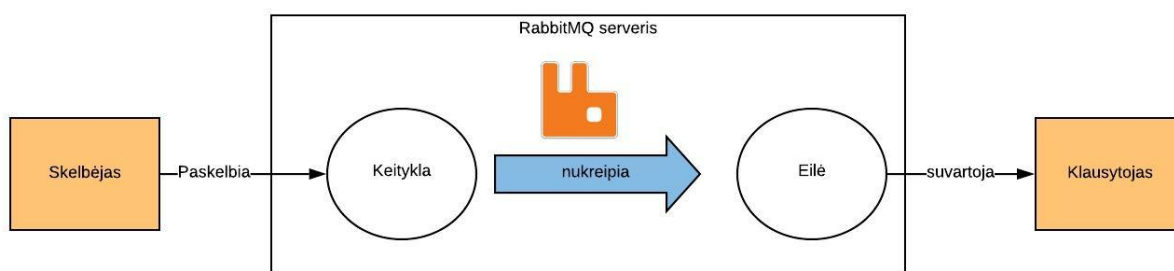 RabbitMQ serveris
Skelbėjas
Paskelbia
Keitykla
nukreipia
Eilė
suvartoja
Klausytojas